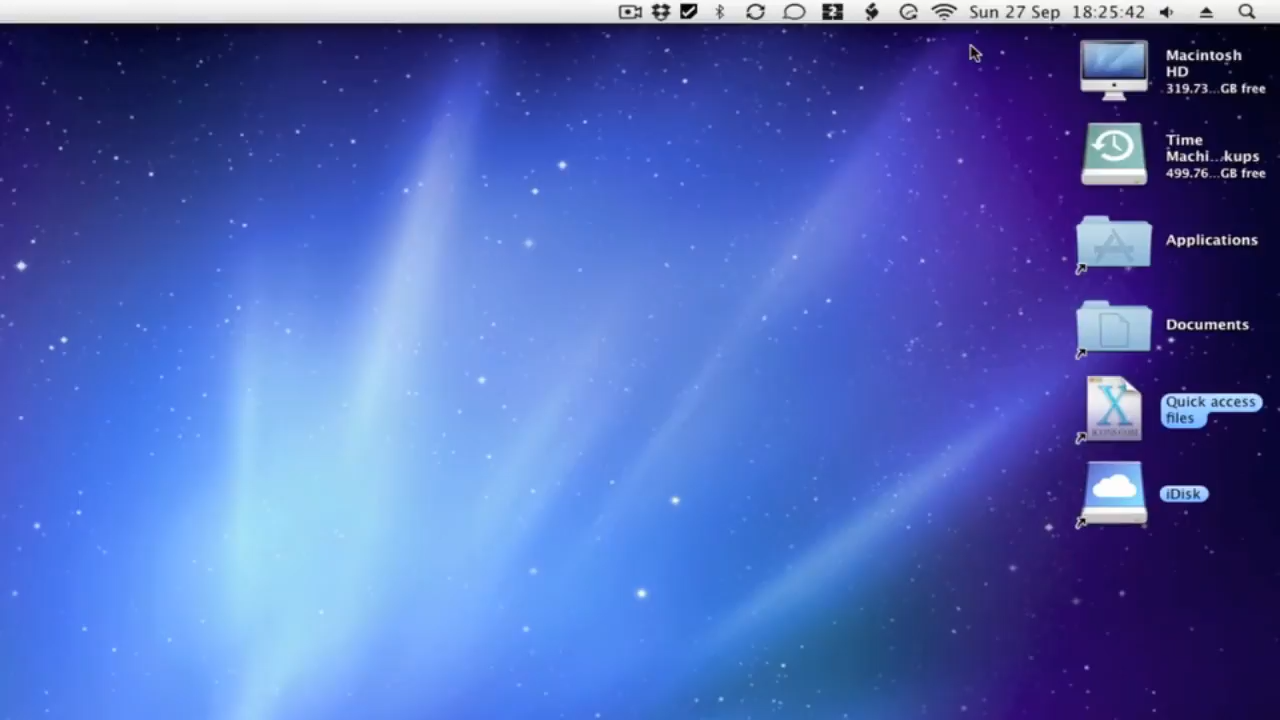 Sun 27 Sep 18:25:42
Macintosh
HD
319.73...GB free
Time
Machi...kups
499.76...GB free
Applications
Documents
Quick access
files
iDisk